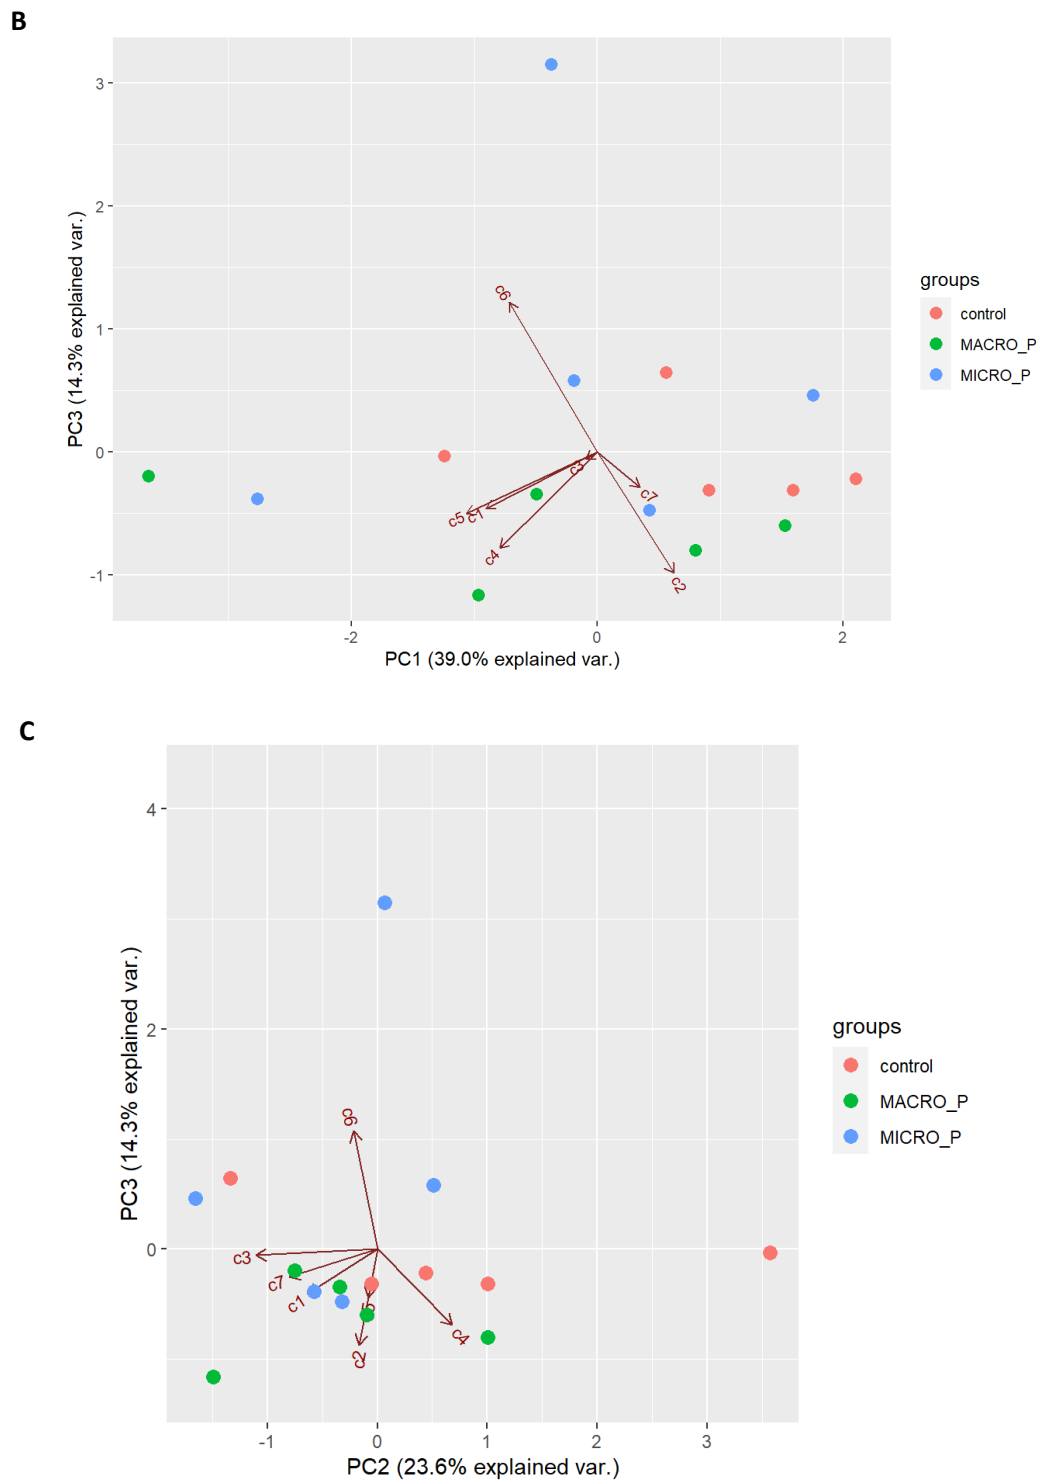 B
3
2
1
0
-1
-2
0
2
PC3 (14.3% explained var.)
PC1 (39.0% explained var.)
c6
c3
c7
c5
c1
c4
c2
groups
control
MACRO_P
MICRO_P
C
4
2
0
-1
0
1
2
3
PC3 (14.3% explained var.)
PC2 (23.6% explained var.)
c6
c3
c7
c1
c4
c2
groups
control
MACRO_P
MICRO_P